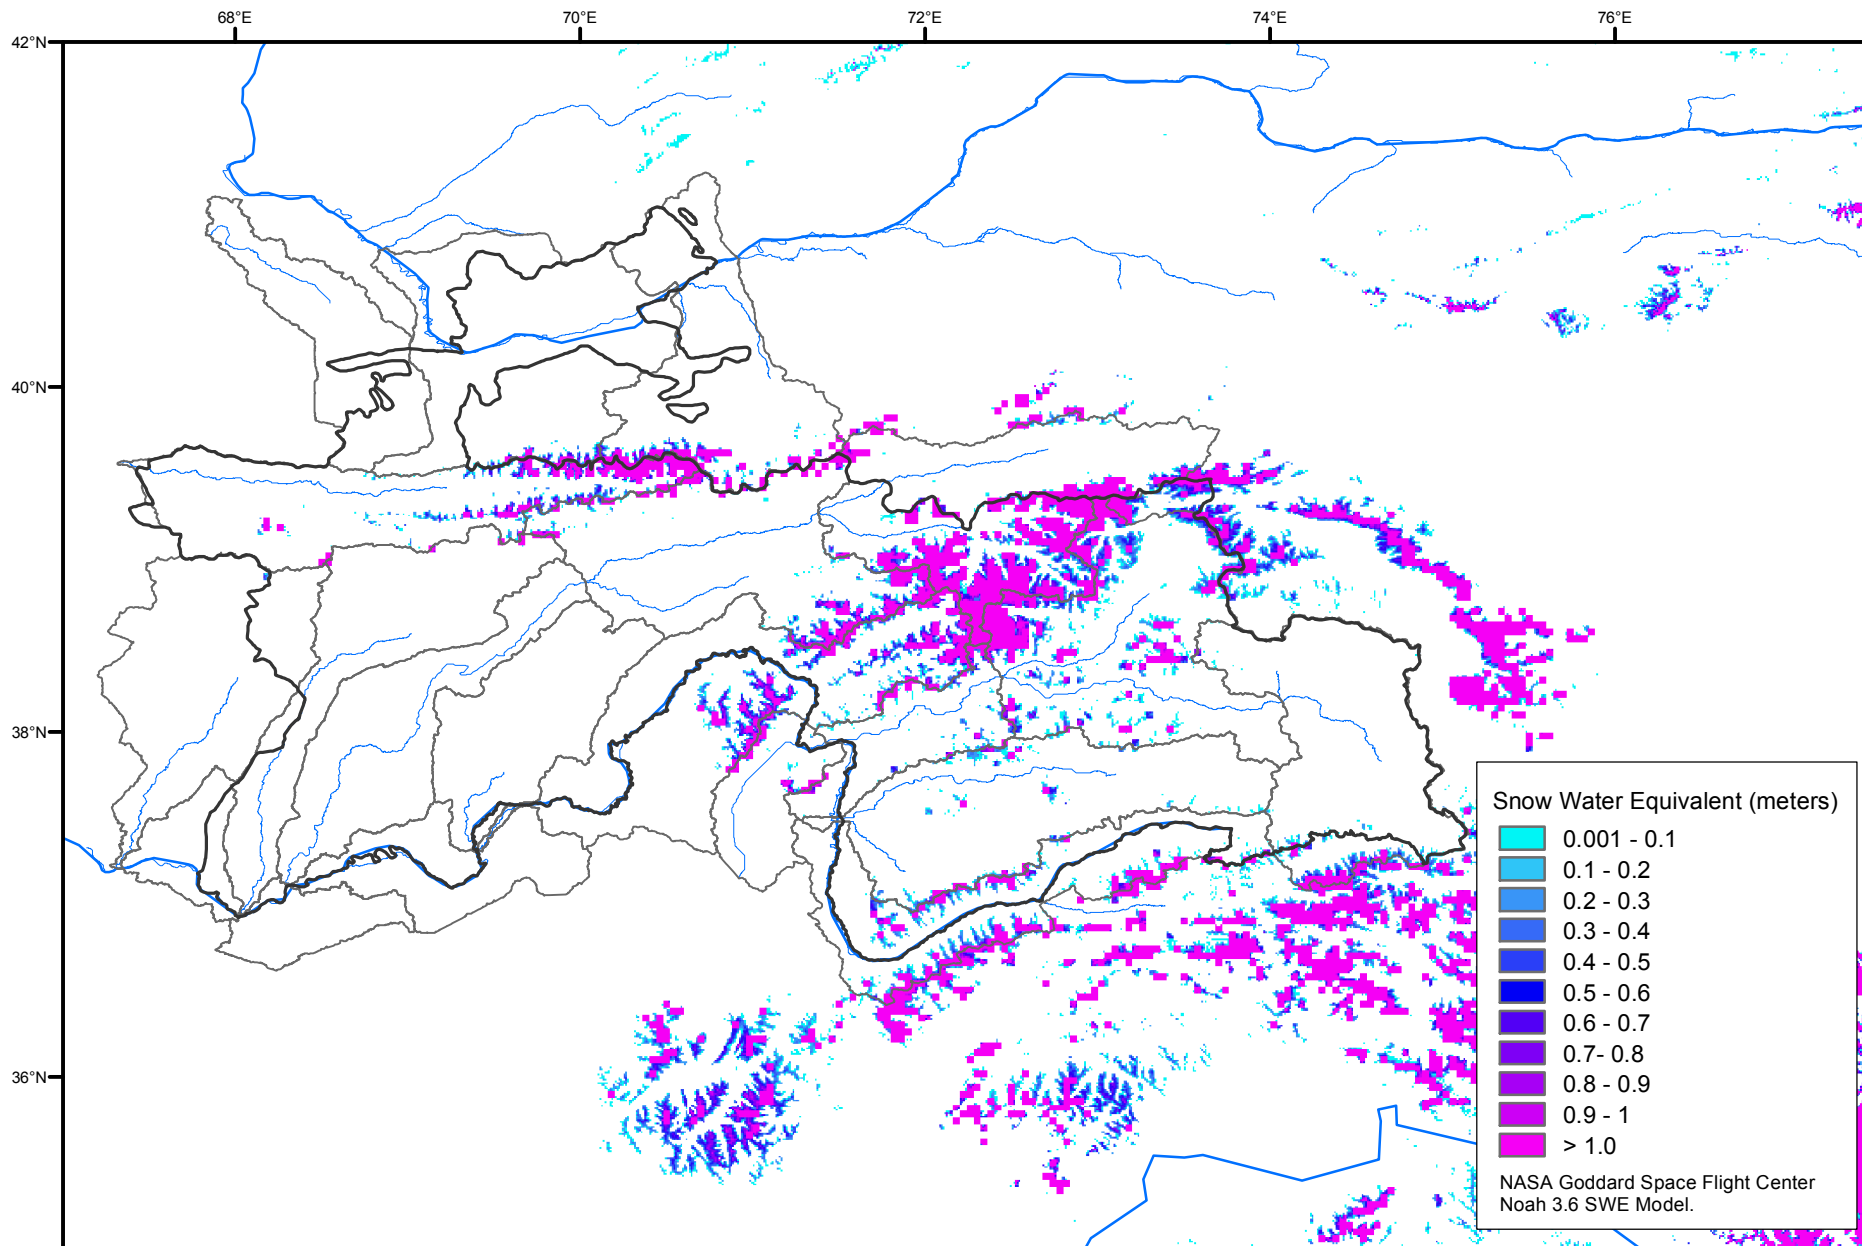 68°E 70°E 72°E 74°E 76°E
42°N
40°N
38°N
36°N
Snow Water Equivalent (meters)
0.001 - 0.1
0.1 - 0.2
0.2 - 0.3
0.3 - 0.4
0.4 - 0.5
0.5 - 0.6
0.6 - 0.7
0.7- 0.8
0.8 - 0.9
0.9 - 1
> 1.0
NASA Goddard Space Flight Center
Noah 3.6 SWE Model.